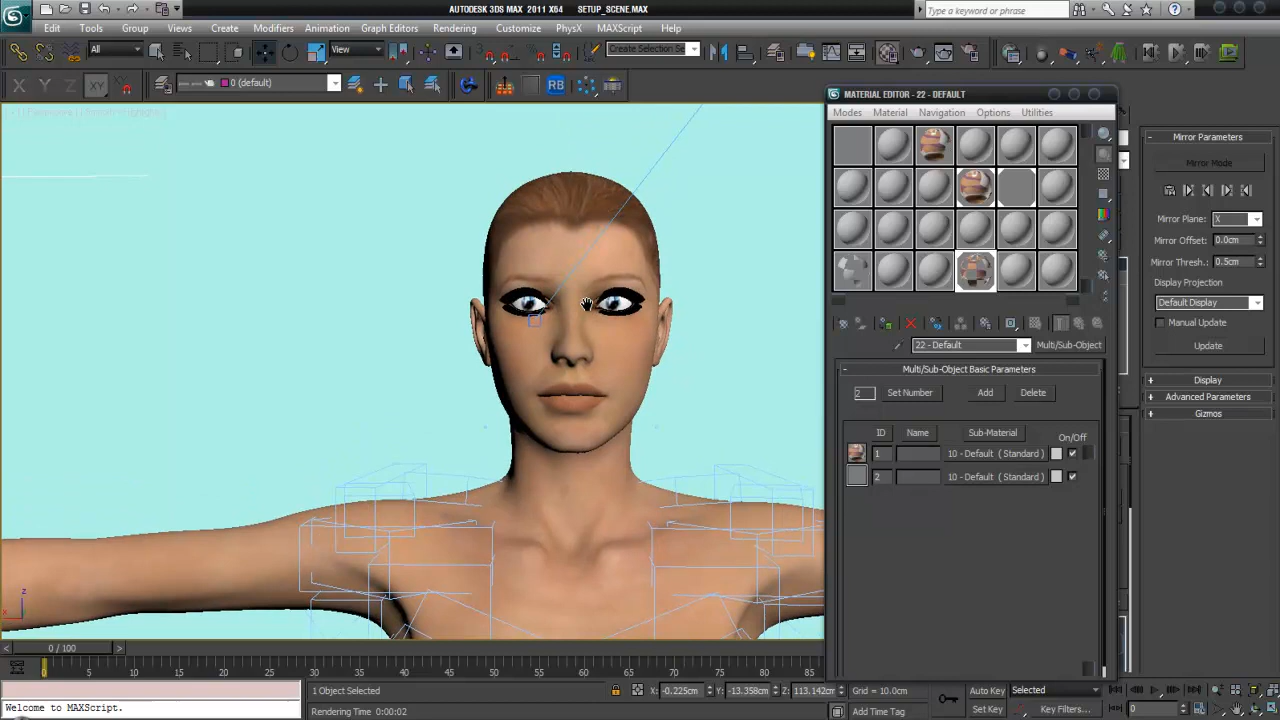 AUTODESK 3DS MAX 2011 X64 SETUP_SCENE.MAX
Type a keyword or phrase
Edit Tools Group Views Create Modifiers Animation Graph Editors Rendering Customize PhysX MAXScript Help
All View Create Selection Se
X Y Z XY 0 (default) RB
MATERIAL EDITOR - 22 - DEFAULT
Modes Material Navigation Options Utilities
22 - Default Multi/Sub-Object
Multi/Sub-Object Basic Parameters
2 Set Number Add Delete
ID Name Sub-Material On/Off
1 10 - Default ( Standard )
2 10 - Default ( Standard )
Mirror Parameters
Mirror Mode
Mirror Plane: X
Mirror Offset: 0.0cm
Mirror Thresh.: 0.5cm
Display Projection
Default Display
Manual Update
Update
Display
Advanced Parameters
Gizmos
z
x
0 / 100
0 5 10 15 20 25 30 35 40 45 50 55 60 65 70 75 80 85
1 Object Selected X: -0.225cm Y: -13.358cm Z: 113.142cm Grid = 10.0cm Auto Key Selected
Welcome to MAXScript. Rendering Time 0:00:02 Add Time Tag Set Key Key Filters... 0